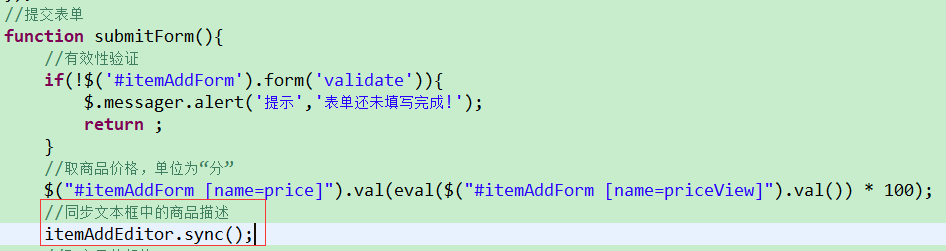 //提交表单
function submitForm(){
//有效性验证
if(!$('#itemAddForm').form('validate')){
$.messager.alert('提示','表单还未填写完成!');
return ;
}
//取商品价格，单位为“分”
$("#itemAddForm [name=price]").val(eval($("#itemAddForm [name=priceView]").val()) * 100);
//同步文本框中的商品描述
itemAddEditor.sync();